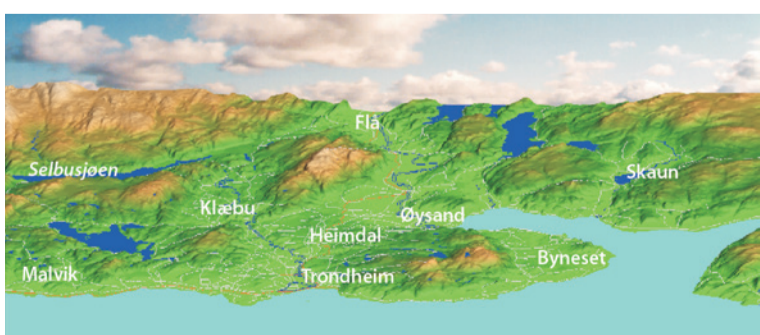 Flå
Selbusjøen
Skaun
Klæbu
Øysand
Heimdal
Byneset
Malvik
Trondheim